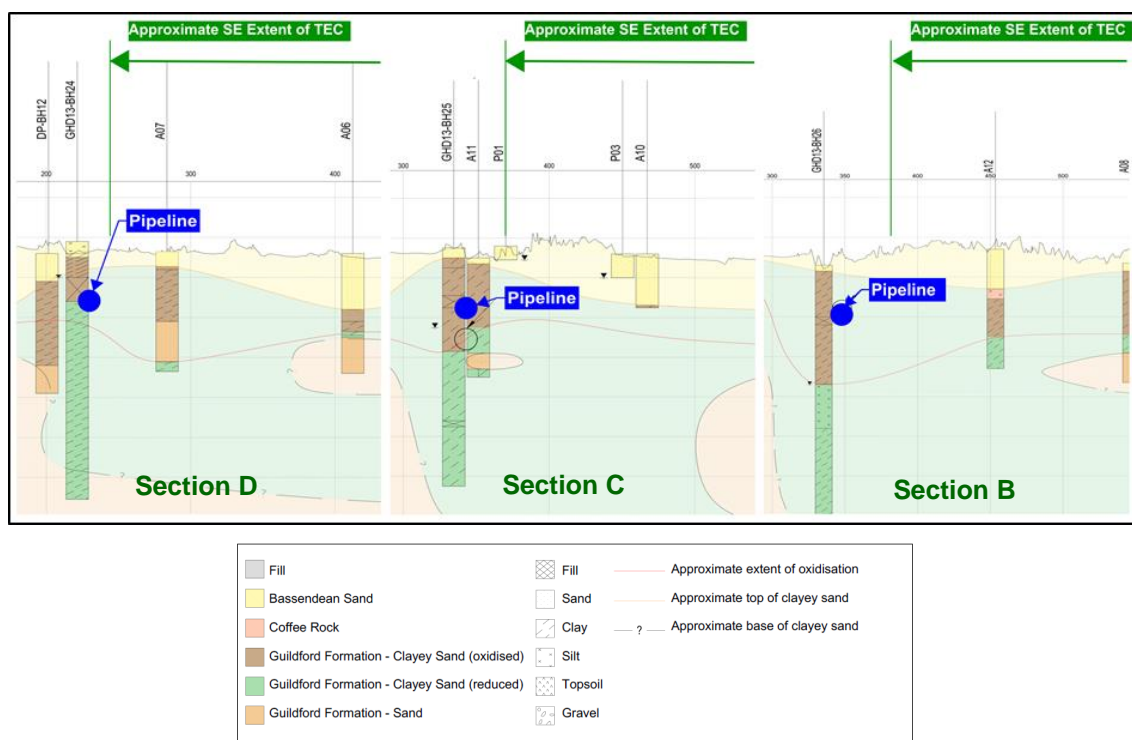 Approximate SE Extent of TEC
Approximate SE Extent of TEC
Approximate SE Extent of TEC
DP-BH12
GHD13-BH24
A07
A06
200
300
400
Pipeline
Section D
GHD13-BH25
A11
P01
P03
A10
300
400
500
Pipeline
Section C
GHD13-BH26
A12
A08
300
350
400
450
500
Pipeline
Section B
?
?
?
?
?
?
Fill
Bassendean Sand
Coffee Rock
Guildford Formation - Clayey Sand (oxidised)
Guildford Formation - Clayey Sand (reduced)
Guildford Formation - Sand
Fill
Sand
Clay
Silt
Topsoil
Gravel
Approximate extent of oxidisation
Approximate top of clayey sand
? Approximate base of clayey sand